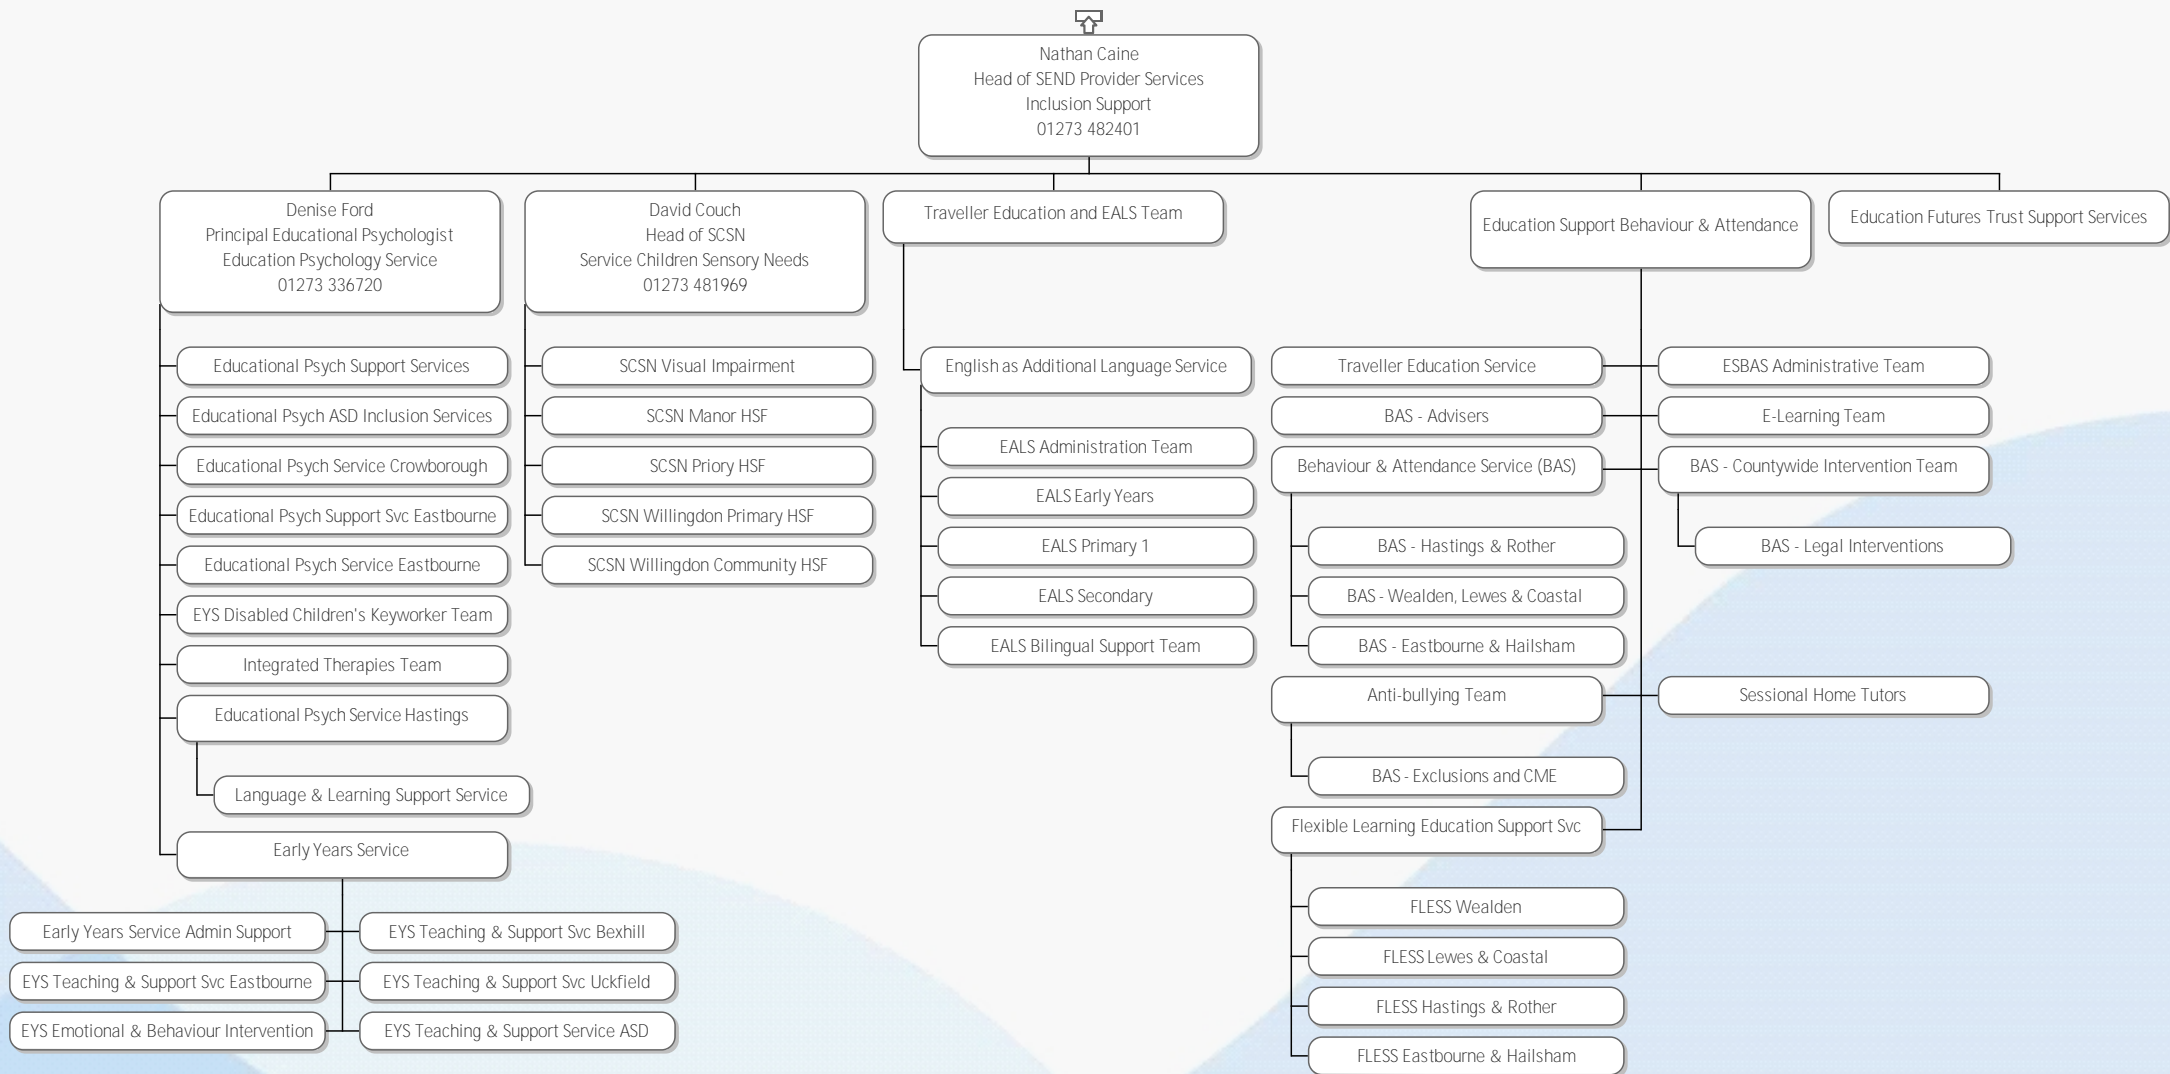 Nathan Caine
Head of SEND Provider Services
Inclusion Support
01273 482401
Denise Ford
Principal Educational Psychologist
Education Psychology Service
01273 336720
David Couch
Head of SCSN
Service Children Sensory Needs
01273 481969
Traveller Education and EALS Team
Education Support Behaviour & Attendance
Education Futures Trust Support Services
Educational Psych Support Services
Educational Psych ASD Inclusion Services
Educational Psych Service Crowborough
Educational Psych Support Svc Eastbourne
Educational Psych Service Eastbourne
EYS Disabled Children's Keyworker Team
Integrated Therapies Team
Educational Psych Service Hastings
Language & Learning Support Service
Early Years Service
Early Years Service Admin Support
EYS Teaching & Support Svc Bexhill
EYS Teaching & Support Svc Eastbourne
EYS Teaching & Support Svc Uckfield
EYS Emotional & Behaviour Intervention
EYS Teaching & Support Service ASD
SCSN Visual Impairment
SCSN Manor HSF
SCSN Priory HSF
SCSN Willingdon Primary HSF
SCSN Willingdon Community HSF
English as Additional Language Service
EALS Administration Team
EALS Early Years
EALS Primary 1
EALS Secondary
EALS Bilingual Support Team
Traveller Education Service
ESBAS Administrative Team
BAS - Advisers
E-Learning Team
Behaviour & Attendance Service (BAS)
BAS - Countywide Intervention Team
BAS - Hastings & Rother
BAS - Legal Interventions
BAS - Wealden, Lewes & Coastal
BAS - Eastbourne & Hailsham
Anti-bullying Team
Sessional Home Tutors
BAS - Exclusions and CME
Flexible Learning Education Support Svc
FLESS Wealden
FLESS Lewes & Coastal
FLESS Hastings & Rother
FLESS Eastbourne & Hailsham